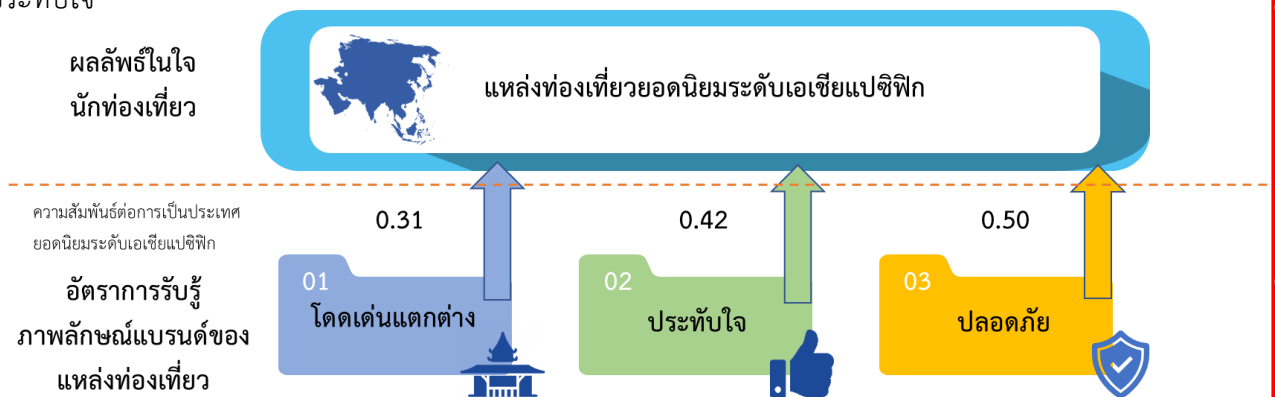 ผลลัพธ์ในใจ
นักท่องเที่ยว
แหล่งท่องเที่ยวยอดนิยมระดับเอเชียแปซิฟิก
ความสัมพันธ์ต่อการเป็นประเทศ
ยอดนิยมระดับเอเชียแปซิฟิก
0.31
0.42
0.50
อัตราการรับรู้
ภาพลักษณ์แบรนด์ของ
แหล่งท่องเที่ยว
01
โดดเด่นแตกต่าง
02
ประทับใจ
03
ปลอดภัย